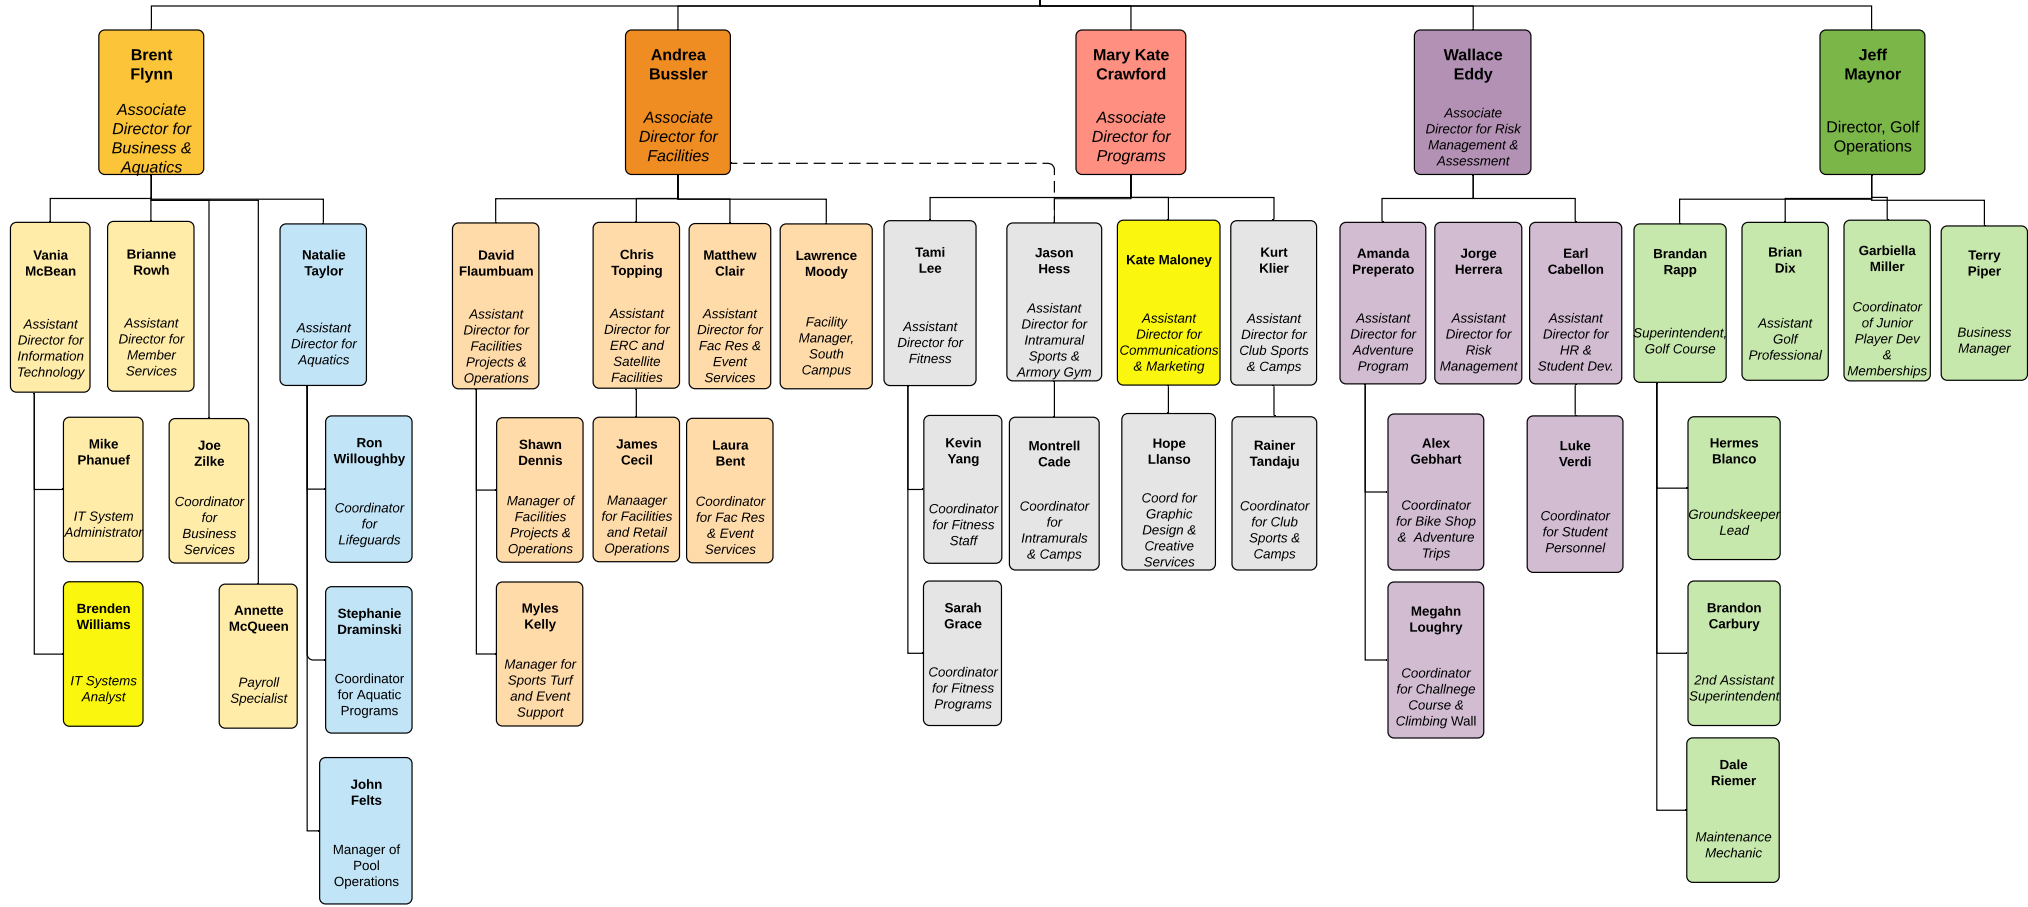 Brent
Flynn
Associate
Director for
Business &
Aquatics
Andrea
Bussler
Associate
Director for
Facilities
Mary Kate
Crawford
Associate
Director for
Programs
Wallace
Eddy
Associate
Director for Risk
Management &
Assessment
Jeff
Maynor
Director, Golf
Operations
Vania
McBean
Assistant
Director for
Information
Technology
Brianne
Rowh
Assistant
Director for
Member
Services
Natalie
Taylor
Assistant
Director for
Aquatics
David
Flaumbuam
Assistant
Director for
Facilities
Projects &
Operations
Chris
Topping
Assistant
Director for
ERC and
Satellite
Facilities
Matthew
Clair
Assistant
Director for
Fac Res &
Event
Services
Lawrence
Moody
Facility
Manager,
South
Campus
Tami
Lee
Assistant
Director for
Fitness
Jason
Hess
Assistant
Director for
Intramural
Sports &
Armory Gym
Kate Maloney
Assistant
Director for
Communications
& Marketing
Kurt
Klier
Assistant
Director for
Club Sports
& Camps
Amanda
Preperato
Assistant
Director for
Adventure
Program
Jorge
Herrera
Assistant
Director for
Risk
Management
Earl
Cabellon
Assistant
Director for
HR &
Student Dev.
Brandan
Rapp
Superintendent,
Golf Course
Brian
Dix
Assistant
Golf
Professional
Garbiella
Miller
Coordinator
of Junior
Player Dev
&
Memberships
Terry
Piper
Business
Manager
Mike
Phanuef
IT System
Administrator
Joe
Zilke
Coordinator
for
Business
Services
Ron
Willoughby
Coordinator
for
Lifeguards
Shawn
Dennis
Manager of
Facilities
Projects &
Operations
James
Cecil
Manaager
for Facilities
and Retail
Operations
Laura
Bent
Coordinator
for Fac Res
& Event
Services
Kevin
Yang
Coordinator
for Fitness
Staff
Montrell
Cade
Coordinator
for
Intramurals
& Camps
Hope
Llanso
Coord for
Graphic
Design &
Creative
Services
Rainer
Tandaju
Coordinator
for Club
Sports &
Camps
Alex
Gebhart
Coordinator
for Bike Shop
& Adventure
Trips
Luke
Verdi
Coordinator
for Student
Personnel
Hermes
Blanco
Groundskeeper
Lead
Brenden
Williams
IT Systems
Analyst
Annette
McQueen
Payroll
Specialist
Stephanie
Draminski
Coordinator
for Aquatic
Programs
Myles
Kelly
Manager for
Sports Turf
and Event
Support
Sarah
Grace
Coordinator
for Fitness
Programs
Megahn
Loughry
Coordinator
for Challnege
Course &
Climbing Wall
Brandon
Carbury
2nd Assistant
Superintendent
John
Felts
Manager of
Pool
Operations
Dale
Riemer
Maintenance
Mechanic